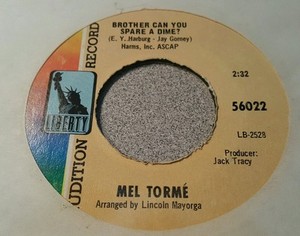 BROTHER CAN YOU
SPARE A DIME?
(E. Y. Harburg - Jay Gorney)
Harms, Inc. ASCAP
RECORD
2:32
56022
LIBERTY
LB-2528
UDITION
Producer:
Jack Tracy
MEL TORMÉ
Arranged by Lincoln Mayorga